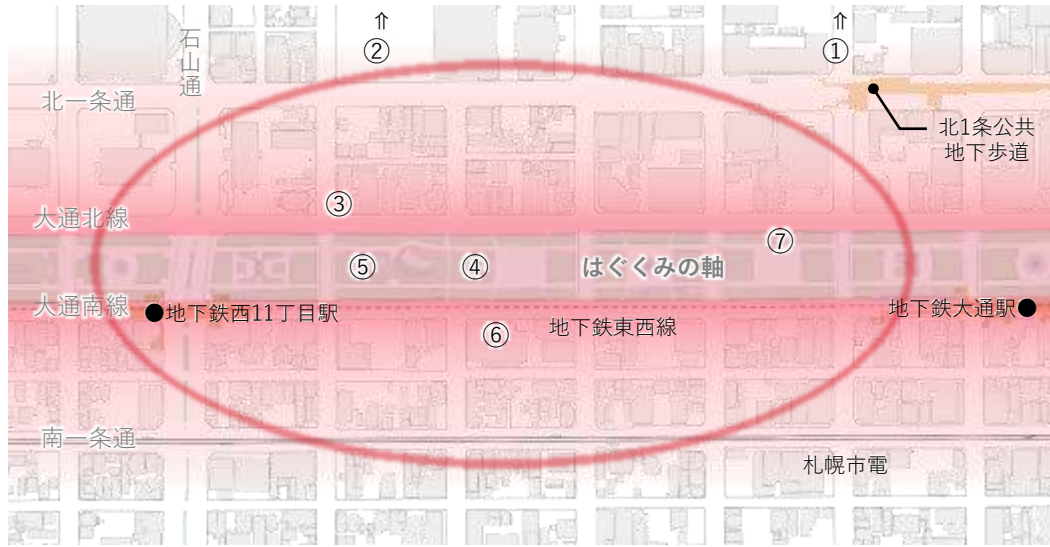 ⇑
⇑
②
①
石山通
北一条通
北1条公共
地下歩道
③
大通北線
⑦
⑤
④
はぐくみの軸
大通南線
地下鉄西11丁目駅
地下鉄大通駅
⑥
地下鉄東西線
南一条通
札幌市電